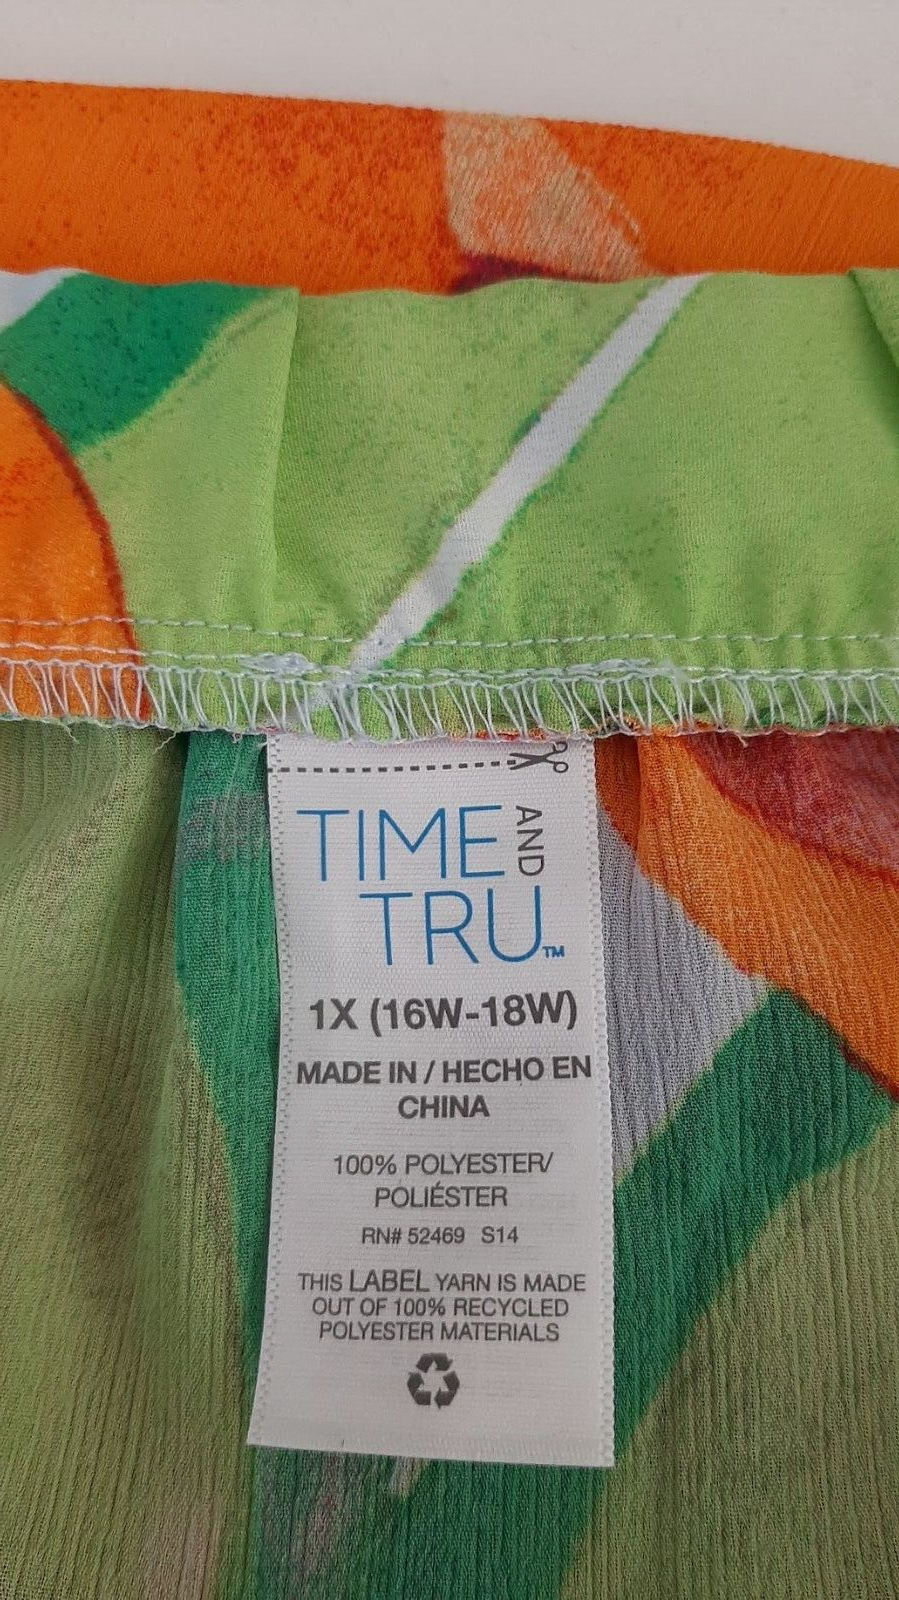 TIME AND
TRU™
1X (16W-18W)
MADE IN / HECHO EN
CHINA
100% POLYESTER/
POLIÉSTER
RN# 52469 S14
THIS LABEL YARN IS MADE
OUT OF 100% RECYCLED
POLYESTER MATERIALS